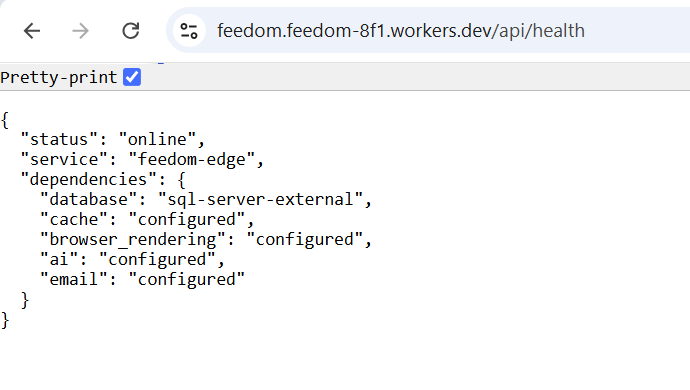 feedom.feedom-8f1.workers.dev/api/health
Pretty-print
{
  "status": "online",
  "service": "feedom-edge",
  "dependencies": {
    "database": "sql-server-external",
    "cache": "configured",
    "browser_rendering": "configured",
    "ai": "configured",
    "email": "configured"
  }
}